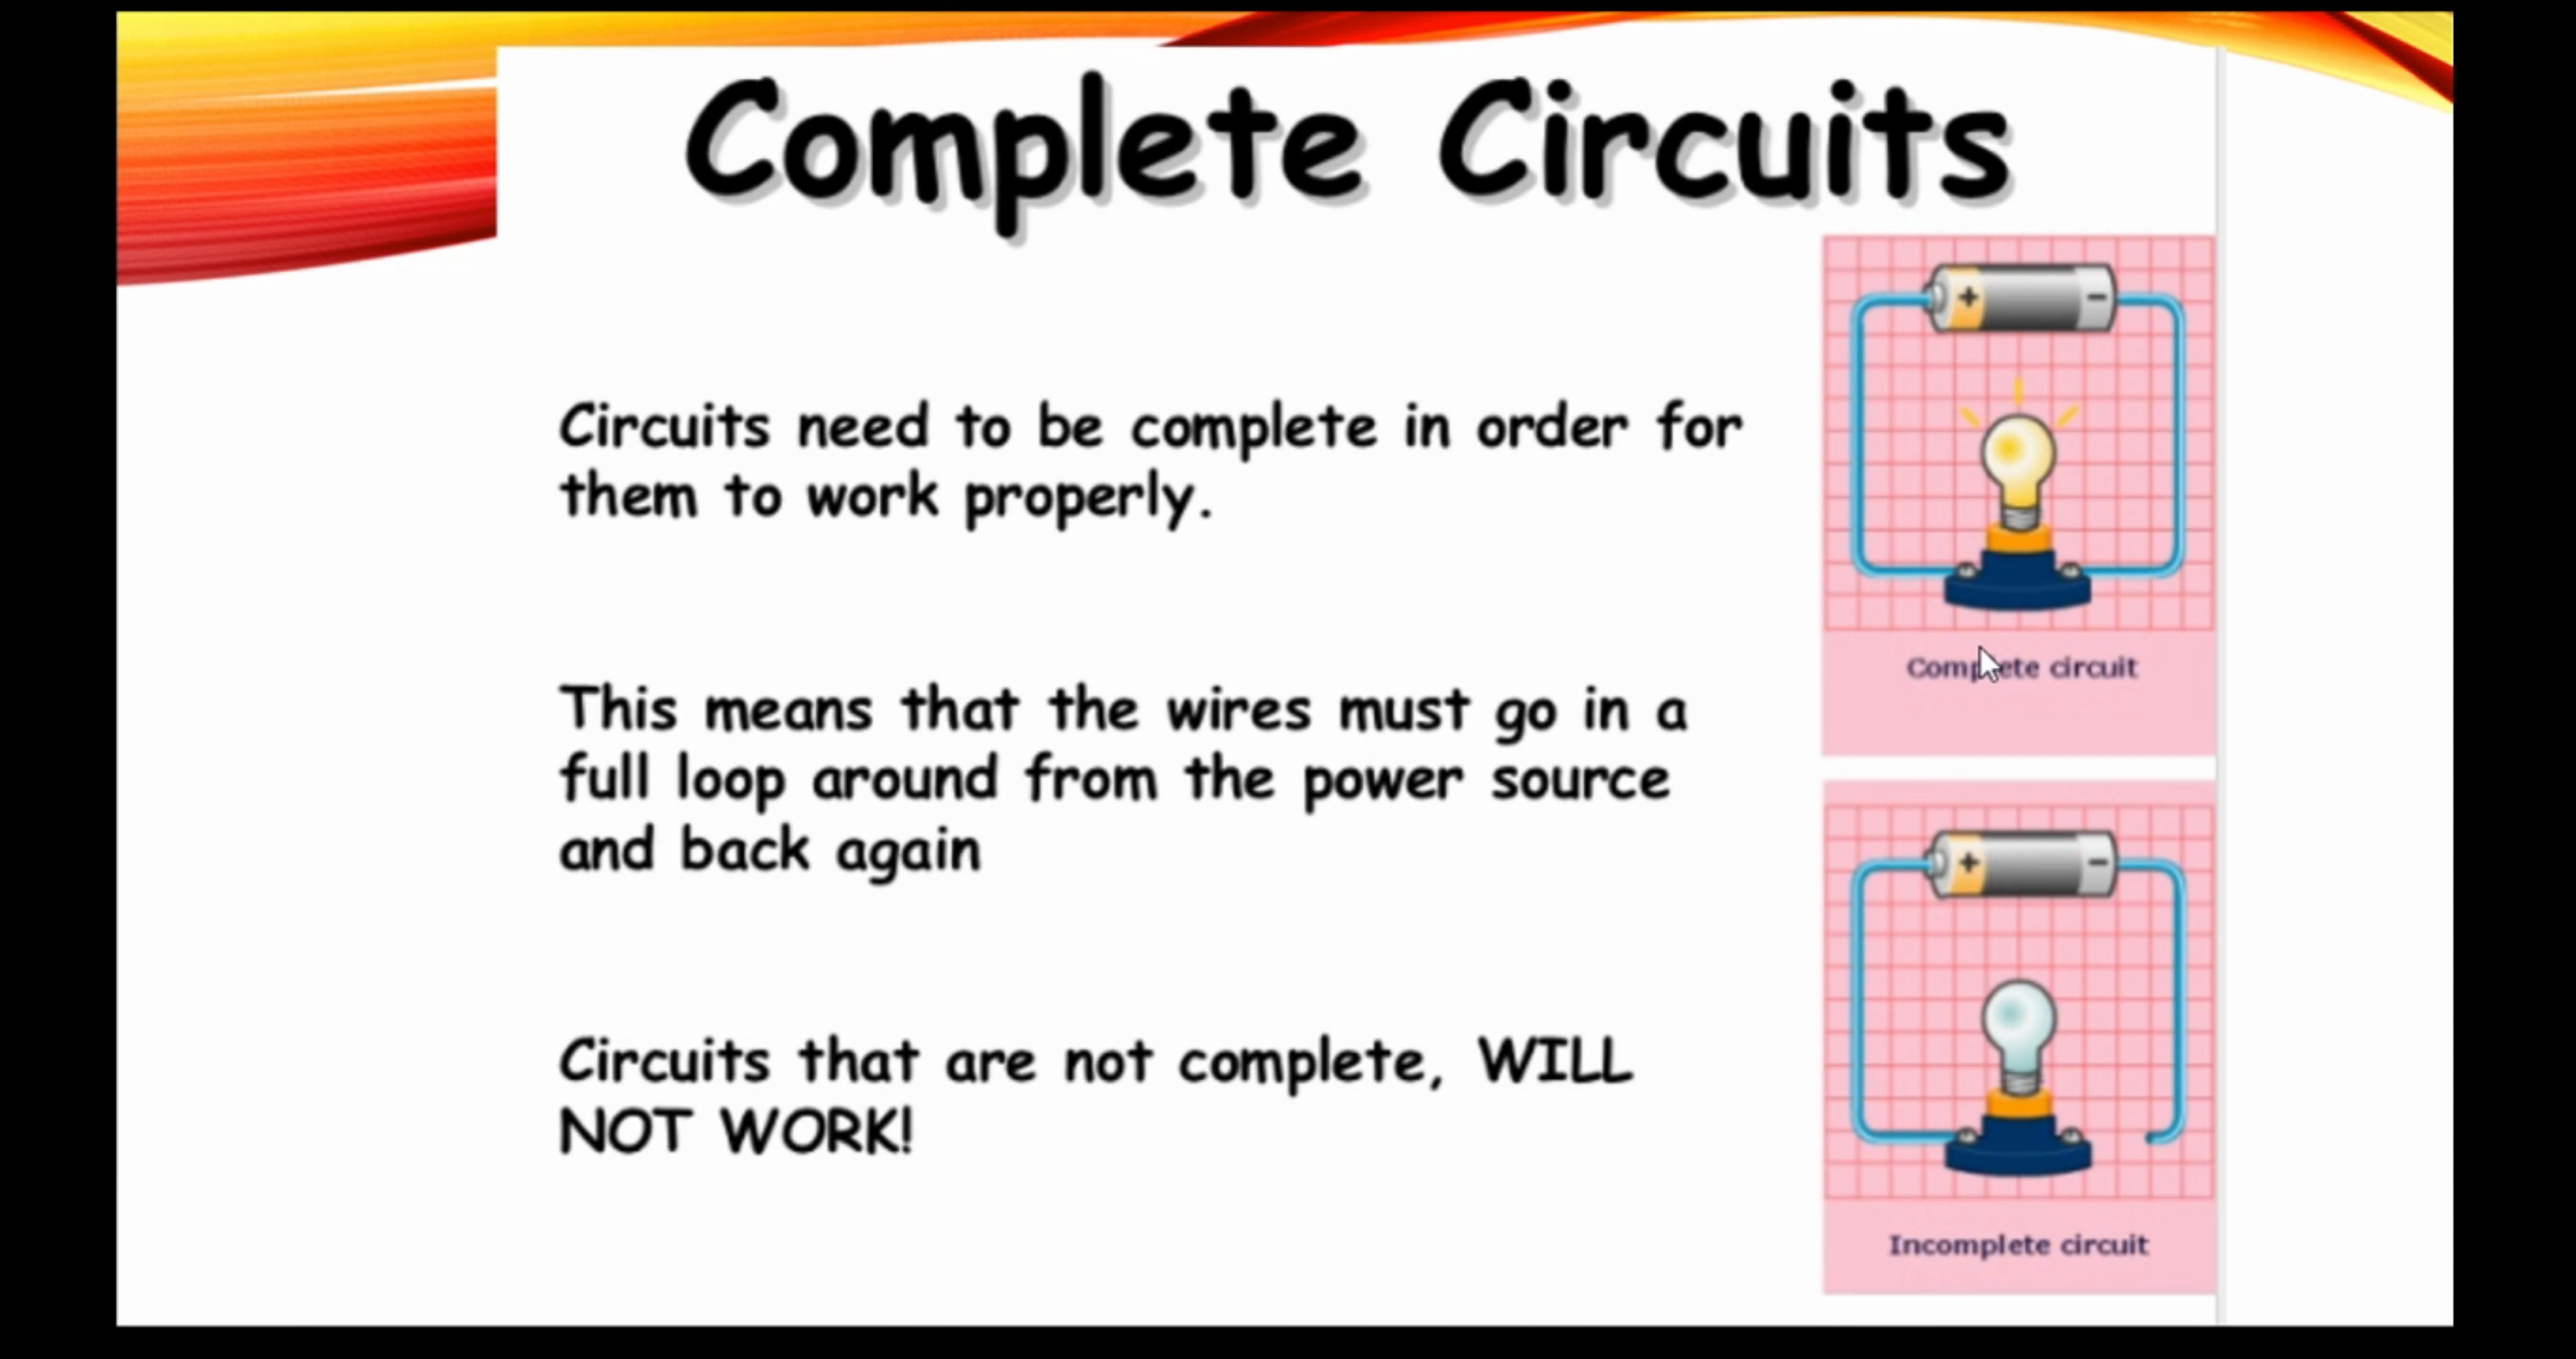 Complete Circuits
Circuits need to be complete in order for
them to work properly.
This means that the wires must go in a
full loop around from the power source
and back again
Circuits that are not complete, WILL
NOT WORK!
+ -
Complete circuit
+ -
Incomplete circuit